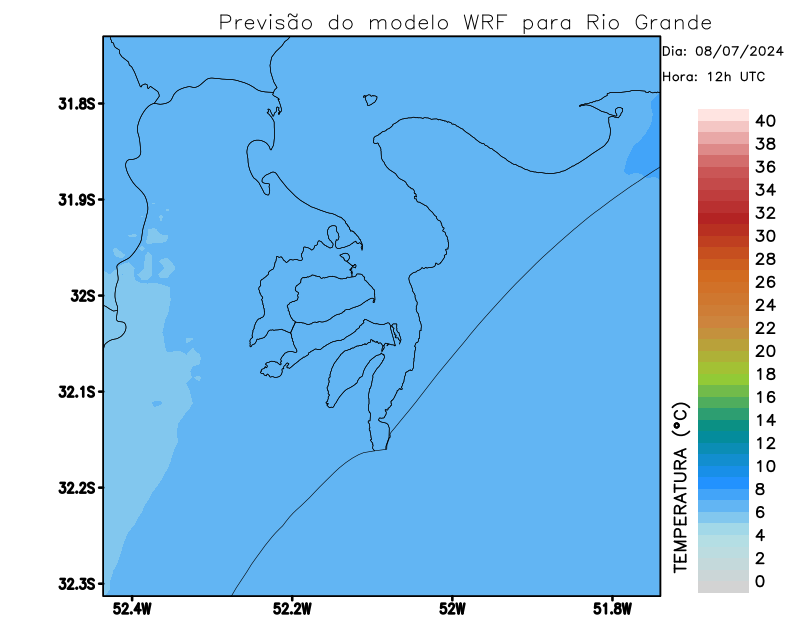 Previsão do modelo WRF para Rio Grande
Dia: 08/07/2024
Hora: 12h UTC
31.8S
31.9S
32S
32.1S
32.2S
32.3S
52.4W
52.2W
52W
51.8W
TEMPERATURA (°C)
40
38
36
34
32
30
28
26
24
22
20
18
16
14
12
10
8
6
4
2
0